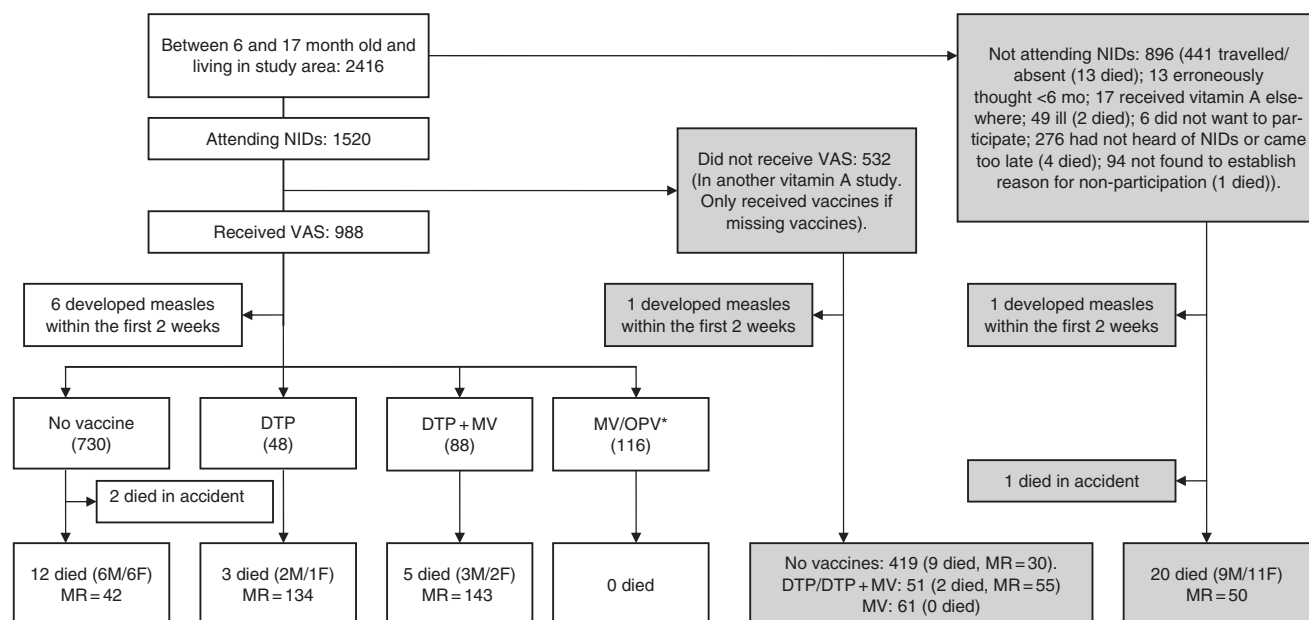 Between 6 and 17 month old and
living in study area: 2416
Not attending NIDs: 896 (441 travelled/
absent (13 died); 13 erroneously
thought <6 mo; 17 received vitamin A else-
where; 49 ill (2 died); 6 did not want to par-
ticipate; 276 had not heard of NIDs or came
too late (4 died); 94 not found to establish
reason for non-participation (1 died)).
Attending NIDs: 1520
Did not receive VAS: 532
(In another vitamin A study.
Only received vaccines if
missing vaccines).
Received VAS: 988
6 developed measles
within the first 2 weeks
1 developed measles
within the first 2 weeks
1 developed measles
within the first 2 weeks
No vaccine
(730)
DTP
(48)
DTP + MV
(88)
MV/OPV*
(116)
2 died in accident
1 died in accident
12 died (6M/6F)
MR = 42
3 died (2M/1F)
MR = 134
5 died (3M/2F)
MR = 143
0 died
No vaccines: 419 (9 died, MR = 30).
DTP/DTP + MV: 51 (2 died, MR = 55)
MV: 61 (0 died)
20 died (9M/11F)
MR = 50